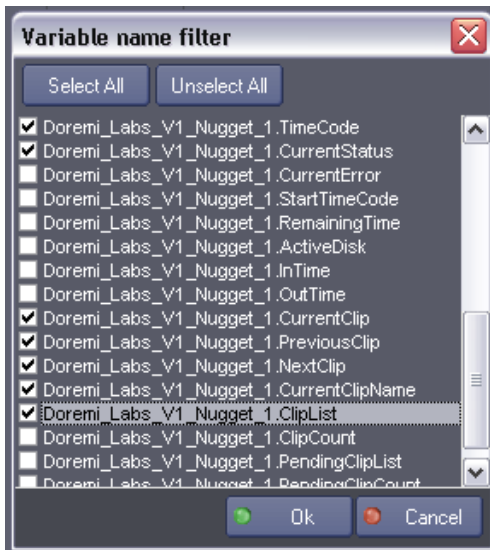 Variable name filter
Select All Unselect All
Doremi_Labs_V1_Nugget_1.TimeCode
Doremi_Labs_V1_Nugget_1.CurrentStatus
Doremi_Labs_V1_Nugget_1.CurrentError
Doremi_Labs_V1_Nugget_1.StartTimeCode
Doremi_Labs_V1_Nugget_1.RemainingTime
Doremi_Labs_V1_Nugget_1.ActiveDisk
Doremi_Labs_V1_Nugget_1.InTime
Doremi_Labs_V1_Nugget_1.OutTime
Doremi_Labs_V1_Nugget_1.CurrentClip
Doremi_Labs_V1_Nugget_1.PreviousClip
Doremi_Labs_V1_Nugget_1.NextClip
Doremi_Labs_V1_Nugget_1.CurrentClipName
Doremi_Labs_V1_Nugget_1.ClipList
Doremi_Labs_V1_Nugget_1.ClipCount
Doremi_Labs_V1_Nugget_1.PendingClipList
Doremi_Labs_V1_Nugget_1.PendingClipCount
Ok Cancel